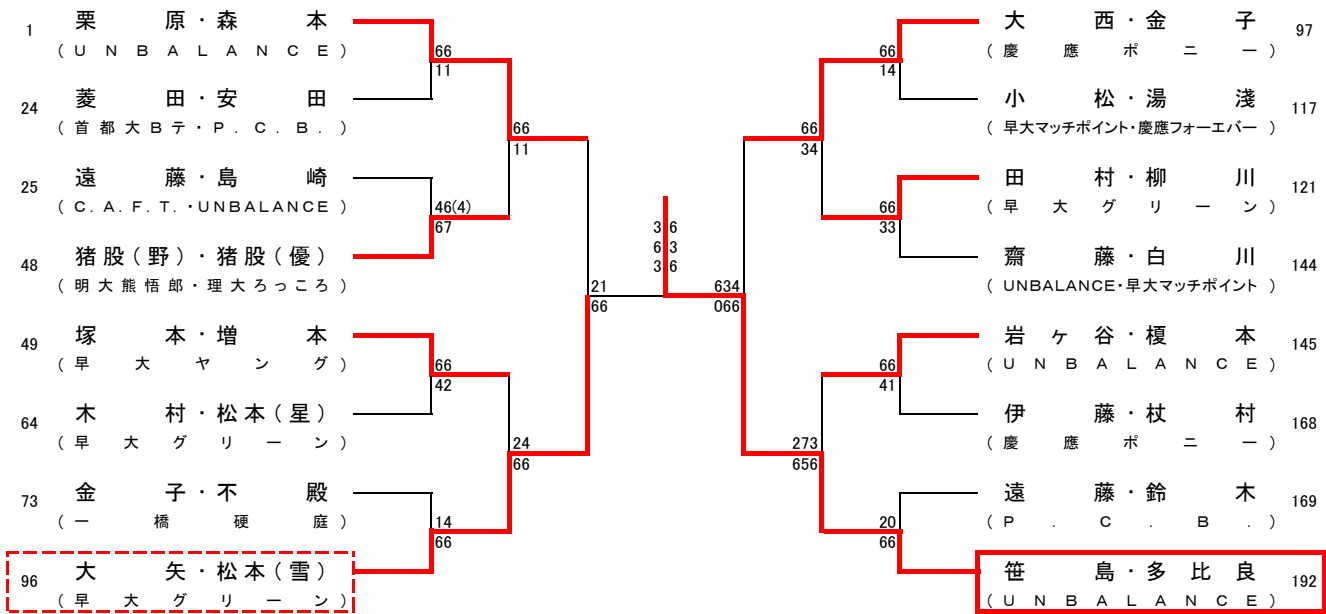 1 栗原・森本
(UNBALANCE)
66
11
24 菱田・安田
(首都大Bテ・P.C.B.)
66
11
25 遠藤・島崎
(C.A.F.T.・UNBALANCE)
46(4)
67
48 猪股(野)・猪股(優)
(明大熊悟郎・理大ろっころ)
21
66
49 塚本・増本
(早大ヤング)
66
42
64 木村・松本(星)
(早大グリーン)
24
66
73 金子・不殿
(一橋硬庭)
14
66
96 大矢・松本(雪)
(早大グリーン)
3 6
6 3
3 6
大西・金子 97
(慶應ポニー)
66
14
小松・湯淺 117
(早大マッチポイント・慶應フォーエバー)
66
34
田村・柳川 121
(早大グリーン)
66
33
齋藤・白川 144
(UNBALANCE・早大マッチポイント)
634
066
岩ヶ谷・榎本 145
(UNBALANCE)
66
41
伊藤・杖村 168
(慶應ポニー)
273
656
遠藤・鈴木 169
(P.C.B.)
20
66
笹島・多比良 192
(UNBALANCE)